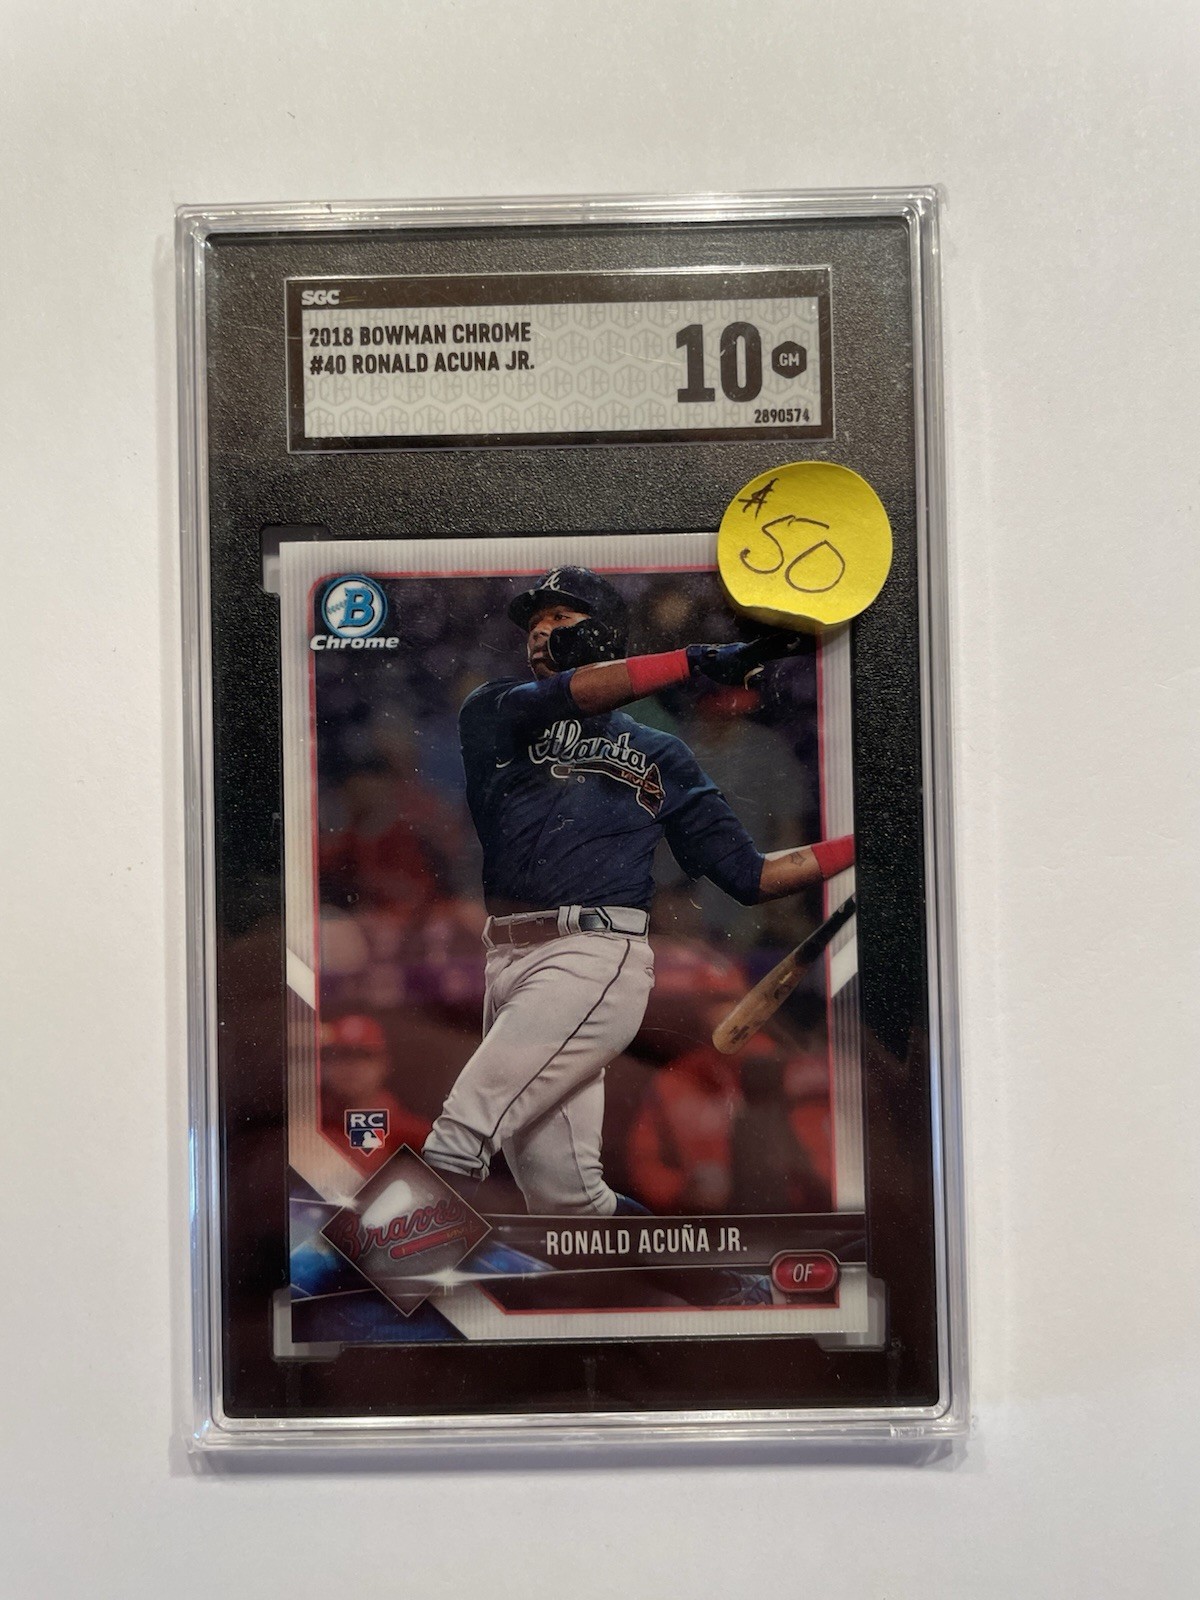 SGC
2018 BOWMAN CHROME
#40 RONALD ACUNA JR.
10 GM
2890574
$50
B
Chrome
A
Atlanta
RC
Braves
RONALD ACUÑA JR.
OF